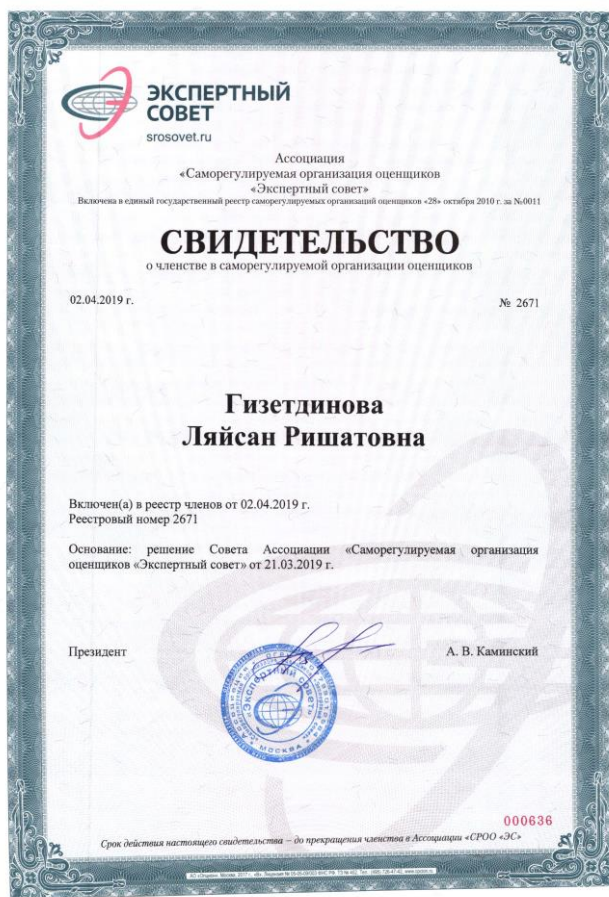 ЭКСПЕРТНЫЙ
СОВЕТ
srosovet.ru
Ассоциация
«Саморегулируемая организация оценщиков
«Экспертный совет»
Включена в единый государственный реестр саморегулируемых организаций оценщиков «28» октября 2010 г. за №0011
СВИДЕТЕЛЬСТВО
о членстве в саморегулируемой организации оценщиков
02.04.2019 г.
№ 2671
Гизетдинова
Ляйсан Ришатовна
Включен(а) в реестр членов от 02.04.2019 г.
Реестровый номер 2671
Основание: решение Совета Ассоциации «Саморегулируемая организация
оценщиков «Экспертный совет» от 21.03.2019 г.
Президент
А. В. Каминский
«Экспертный совет»
МОСКВА
000636
Срок действия настоящего свидетельства – до прекращения членства в Ассоциации «СРОО «ЭС»